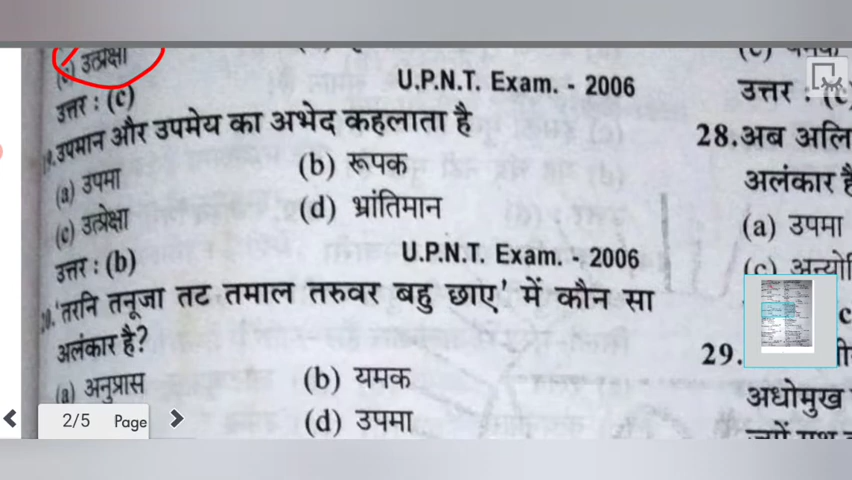 उत्प्रेक्षा
उत्तर : (c)
U.P.N.T. Exam. - 2006
19. उपमान और उपमेय का अभेद कहलाता है
(a) उपमा
(b) रूपक
(c) उत्प्रेक्षा
(d) भ्रांतिमान
उत्तर : (b)
U.P.N.T. Exam. - 2006
'तरनि तनूजा तट तमाल तरुवर बहु छाए' में कौन सा
अलंकार है?
(a) अनुप्रास
(b) यमक
(d) उपमा
उत्तर :
28. अब अलि
अलंकार है
(a) उपमा
(c)
29.
अधोमुख
2/5 Page